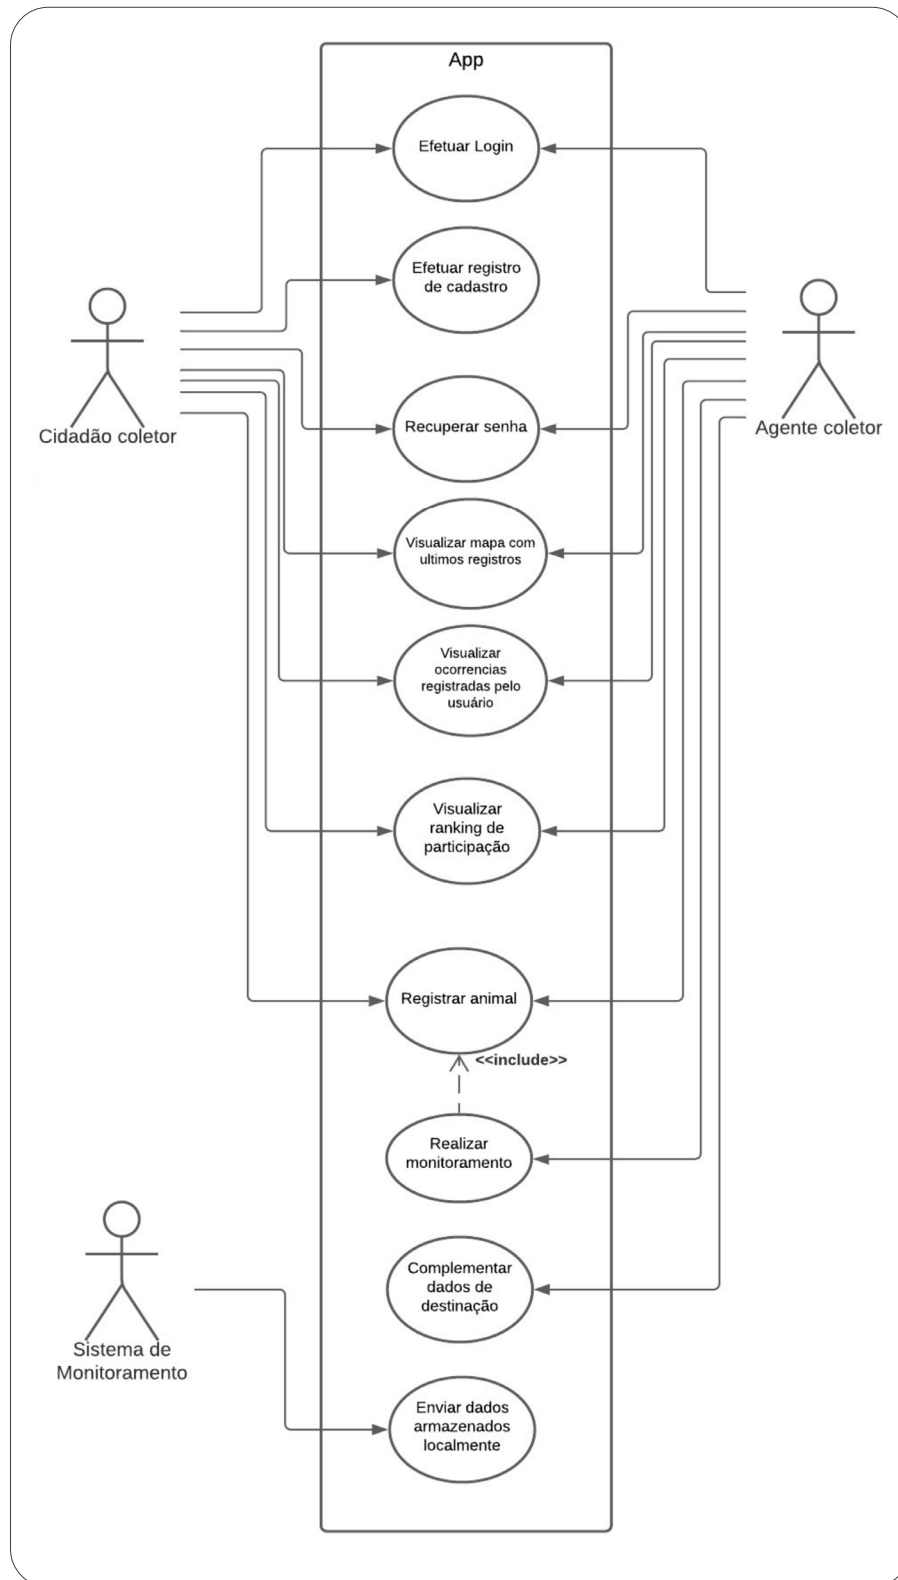 App
Efetuar Login
Efetuar registro
de cadastro
Cidadão coletor
Agente coletor
Recuperar senha
Visualizar mapa com
ultimos registros
Visualizar
ocorrencias
registradas pelo
usuário
Visualizar
ranking de
participação
Registrar animal
<<include>>
Realizar
monitoramento
Complementar
dados de
destinação
Sistema de
Monitoramento
Enviar dados
armazenados
localmente